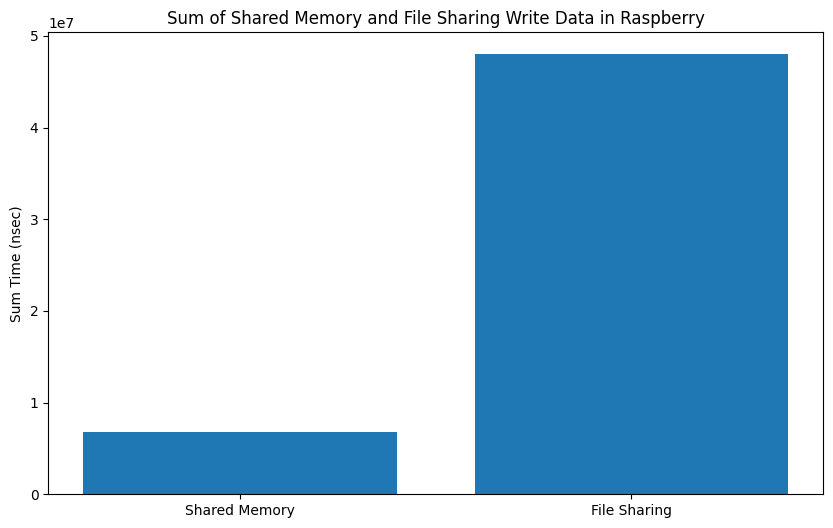 Sum of Shared Memory and File Sharing Write Data in Raspberry
1e7
5
4
3
2
1
0
Sum Time (nsec)
Shared Memory
File Sharing